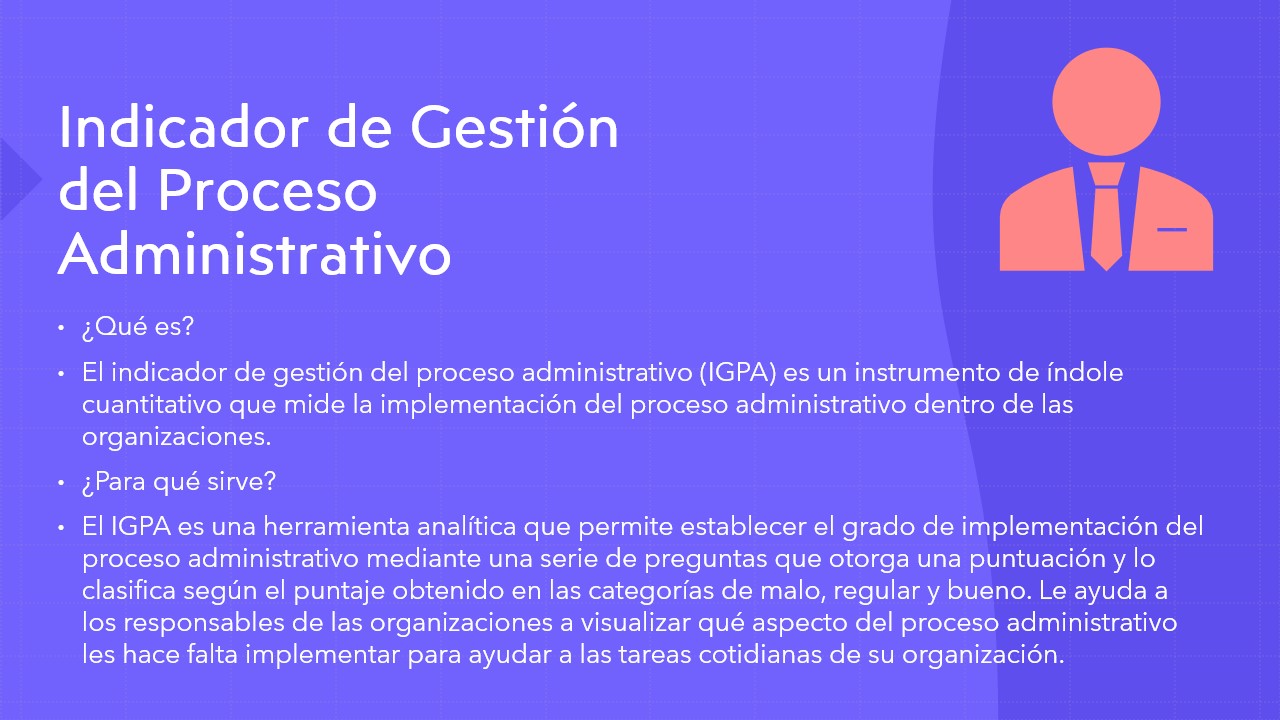 Indicador de Gestión
del Proceso
Administrativo
• ¿Qué es?
• El indicador de gestión del proceso administrativo (IGPA) es un instrumento de índole
cuantitativo que mide la implementación del proceso administrativo dentro de las
organizaciones.
• ¿Para qué sirve?
• El IGPA es una herramienta analítica que permite establecer el grado de implementación del
proceso administrativo mediante una serie de preguntas que otorga una puntuación y lo
clasifica según el puntaje obtenido en las categorías de malo, regular y bueno. Le ayuda a
los responsables de las organizaciones a visualizar qué aspecto del proceso administrativo
les hace falta implementar para ayudar a las tareas cotidianas de su organización.